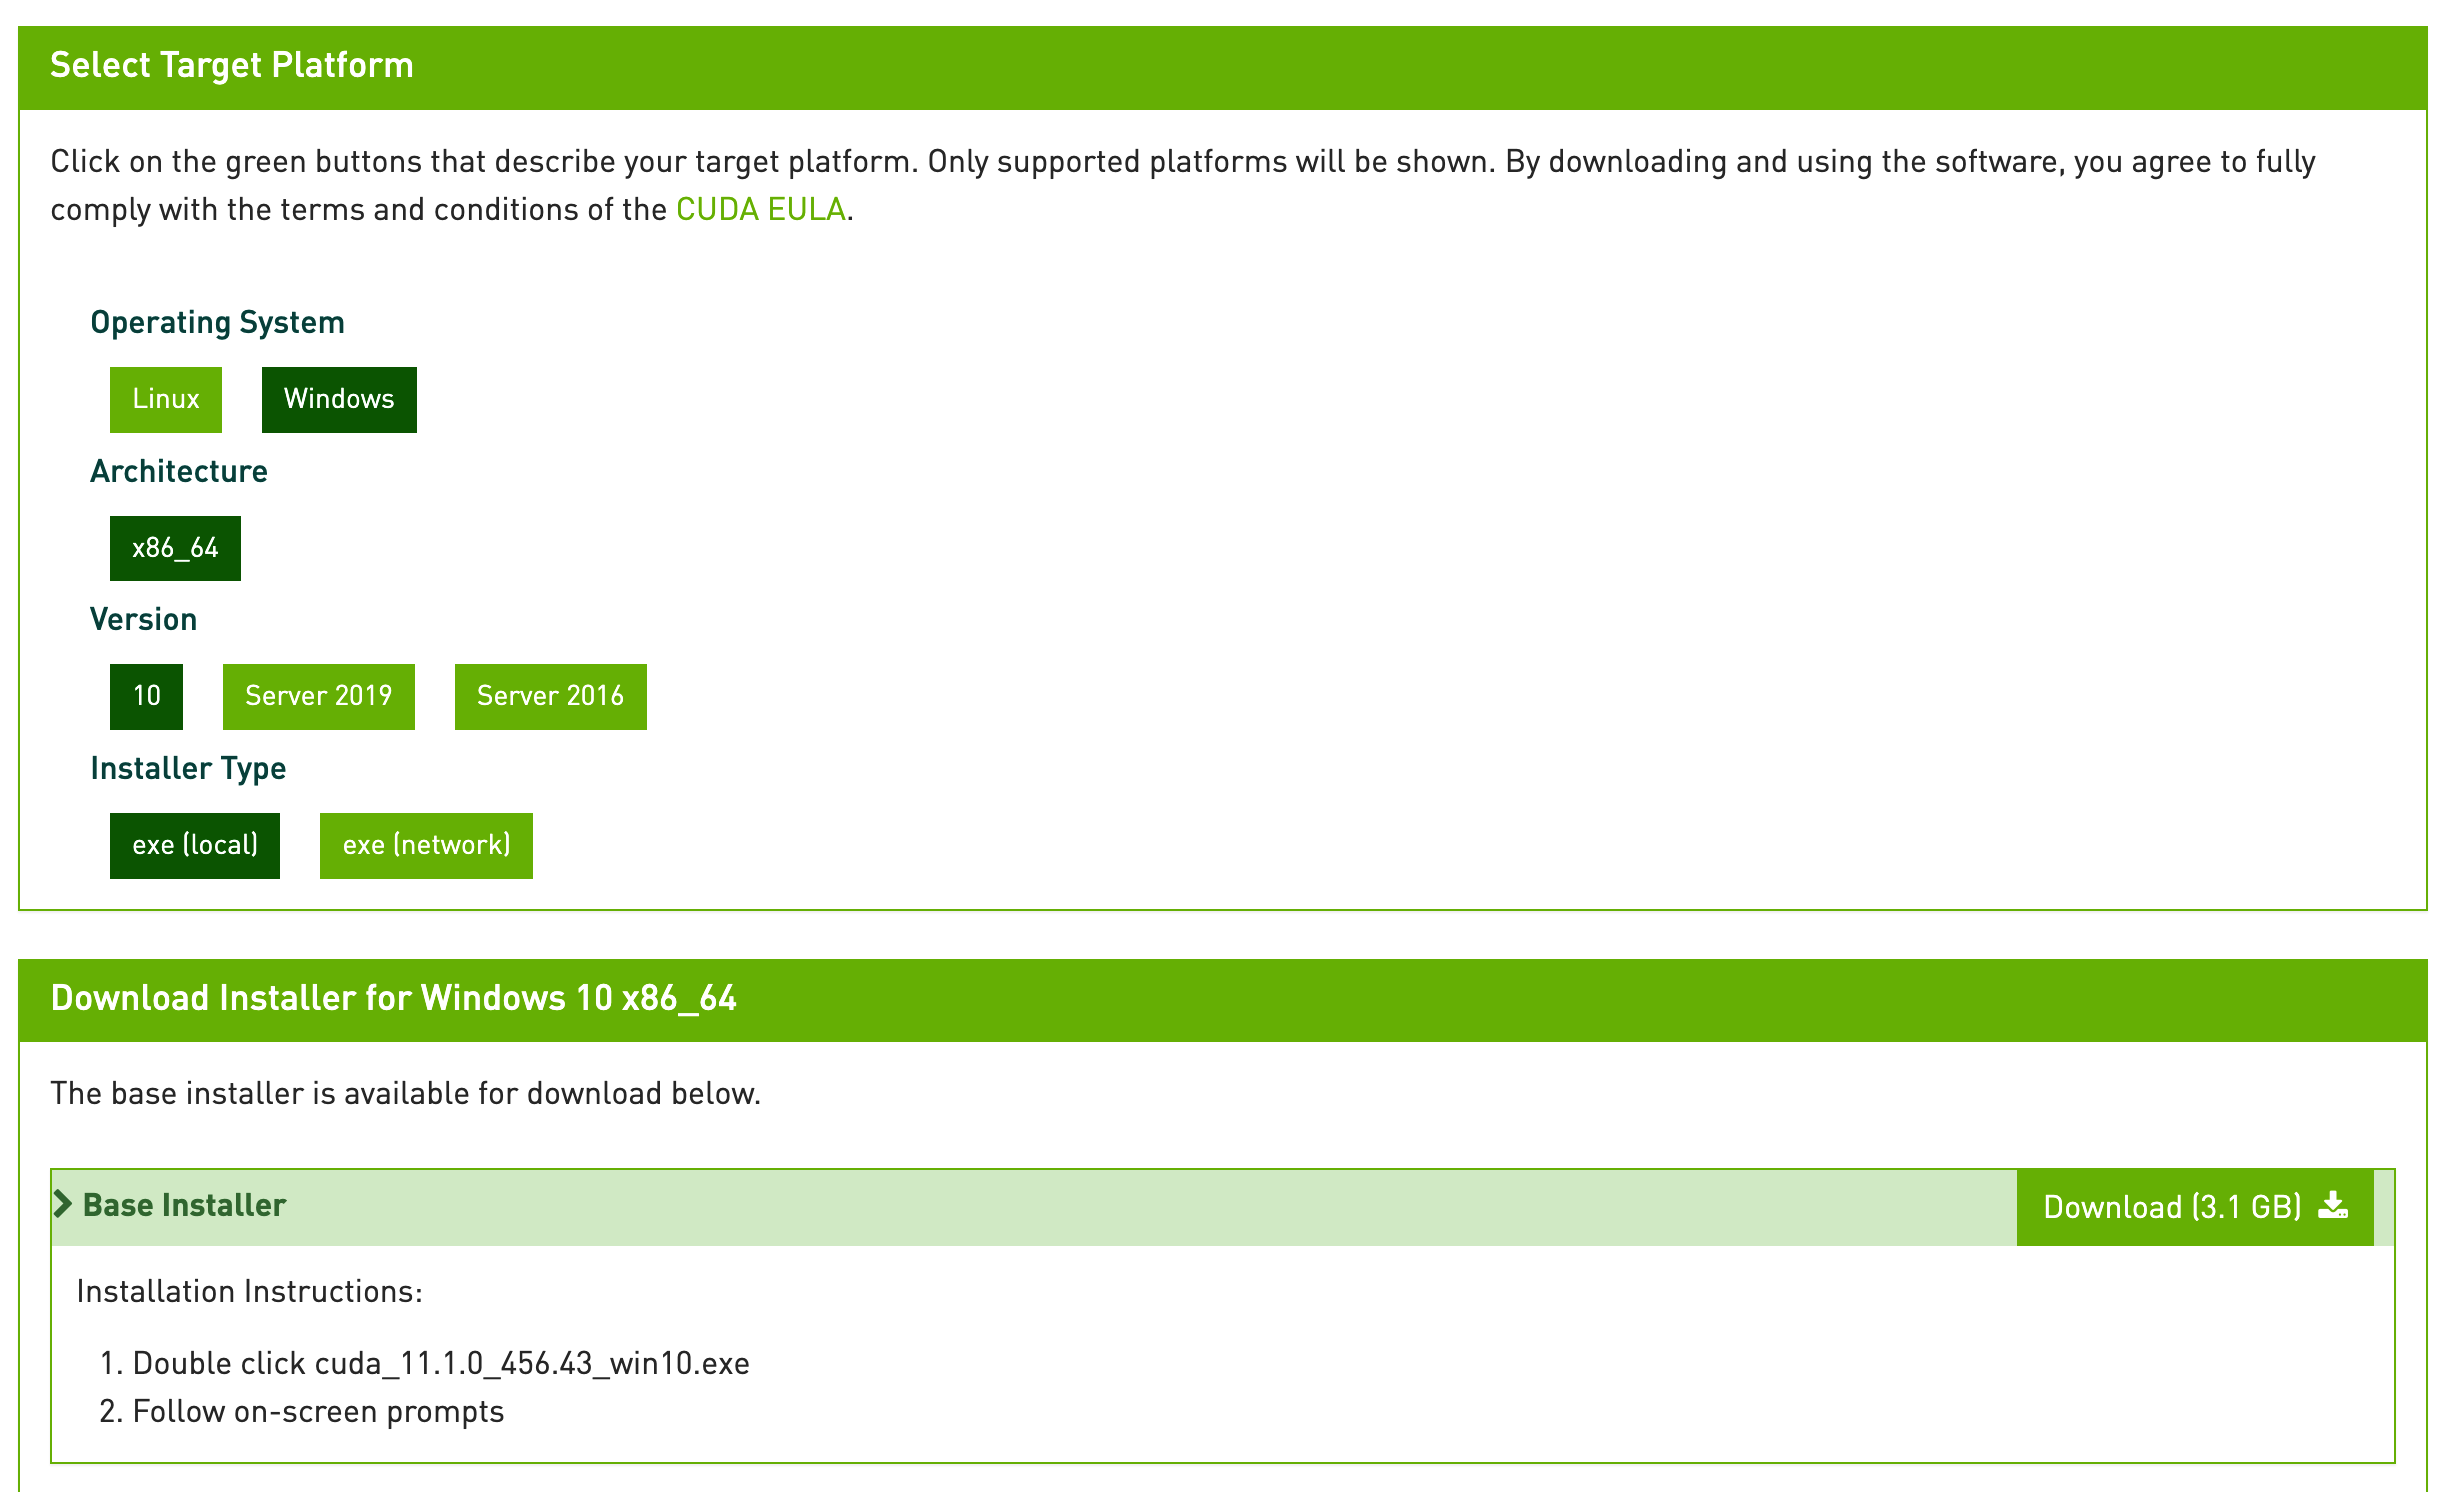 Select Target Platform
Click on the green buttons that describe your target platform. Only supported platforms will be shown. By downloading and using the software, you agree to fully
comply with the terms and conditions of the CUDA EULA.
Operating System
Linux Windows
Architecture
x86_64
Version
10 Server 2019 Server 2016
Installer Type
exe (local) exe (network)
Download Installer for Windows 10 x86_64
The base installer is available for download below.
Base Installer Download (3.1 GB)
Installation Instructions:
1. Double click cuda_11.1.0_456.43_win10.exe
2. Follow on-screen prompts